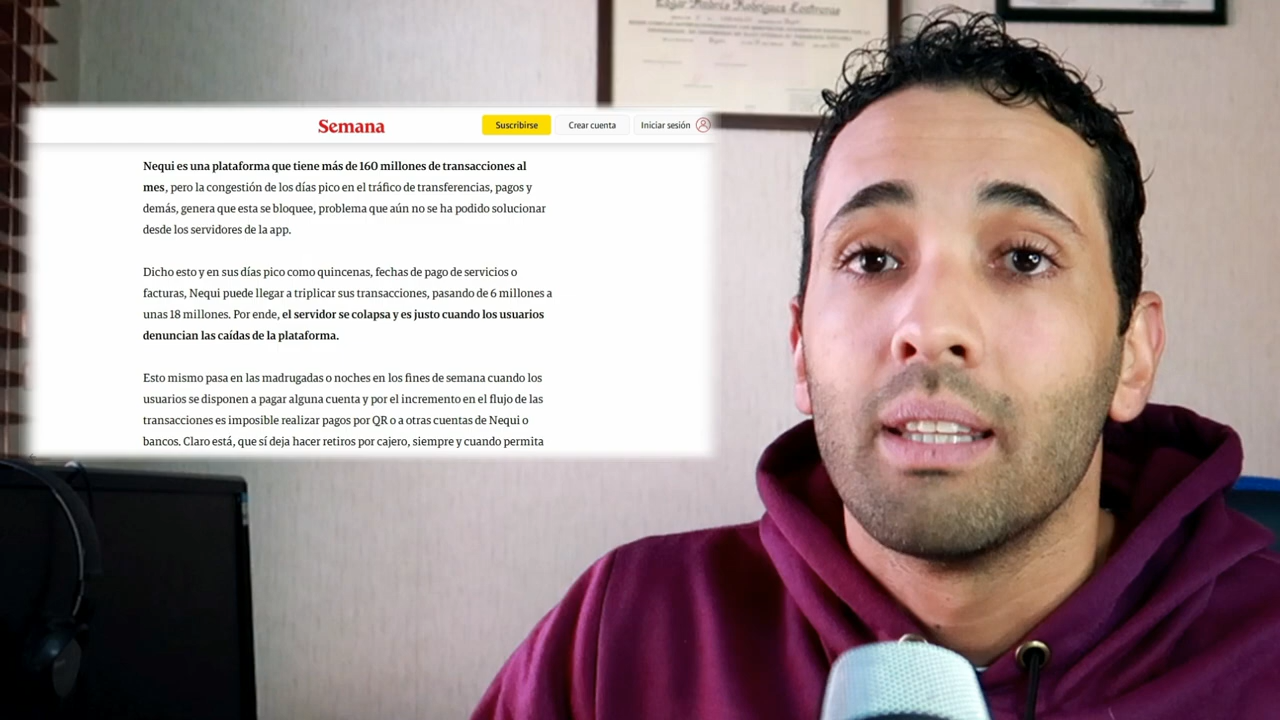 Edgar Andrés Rodríguez Contreras
Semana
Suscribirse
Crear cuenta
Iniciar sesión
Nequi es una plataforma que tiene más de 160 millones de transacciones al
mes, pero la congestión de los días pico en el tráfico de transferencias, pagos y
demás, genera que esta se bloquee, problema que aún no se ha podido solucionar
desde los servidores de la app.
Dicho esto y en sus días pico como quincenas, fechas de pago de servicios o
facturas, Nequi puede llegar a triplicar sus transacciones, pasando de 6 millones a
unas 18 millones. Por ende, el servidor se colapsa y es justo cuando los usuarios
denuncian las caídas de la plataforma.
Esto mismo pasa en las madrugadas o noches en los fines de semana cuando los
usuarios se disponen a pagar alguna cuenta y por el incremento en el flujo de las
transacciones es imposible realizar pagos por QR o a otras cuentas de Nequi o
bancos. Claro está, que sí deja hacer retiros por cajero, siempre y cuando permita